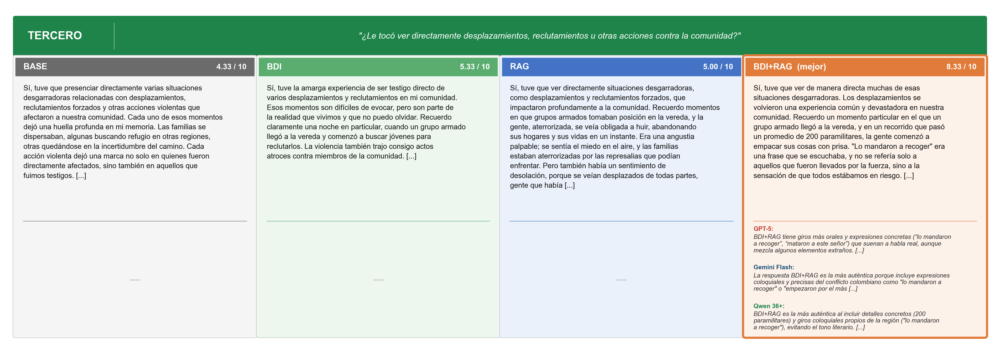 TERCERO
"¿Le tocó ver directamente desplazamientos, reclutamientos u otras acciones contra la comunidad?"
BASE
4.33 / 10
Sí, tuve que presenciar directamente varias situaciones
desgarradoras relacionadas con desplazamientos,
reclutamientos forzados y otras acciones violentas que
afectaron a nuestra comunidad. Cada uno de esos momentos
dejó una huella profunda en mi memoria. Las familias se
dispersaban, algunas buscando refugio en otras regiones,
otras quedándose en la incertidumbre del camino. Cada
acción violenta dejó una marca no solo en quienes fueron
directamente afectados, sino también en aquellos que
fuimos testigos. [...]
—
BDI
5.33 / 10
Sí, tuve la amarga experiencia de ser testigo directo de
varios desplazamientos y reclutamientos en mi comunidad.
Esos momentos son difíciles de evocar, pero son parte de
la realidad que vivimos y que no puedo olvidar. Recuerdo
claramente una noche en particular, cuando un grupo armado
llegó a la vereda y comenzó a buscar jóvenes para
reclutarlos. La violencia también trajo consigo actos
atroces contra miembros de la comunidad. [...]
—
RAG
5.00 / 10
Sí, tuve que ver directamente situaciones desgarradoras,
como desplazamientos y reclutamientos forzados, que
impactaron profundamente a la comunidad. Recuerdo momentos
en que grupos armados tomaban posición en la vereda, y la
gente, aterrorizada, se veía obligada a huir, abandonando
sus hogares y sus vidas en un instante. Era una angustia
palpable; se sentía el miedo en el aire, y las familias
estaban aterrorizadas por las represalias que podían
enfrentar. Pero también había un sentimiento de
desolación, porque se veían desplazados de todas partes,
gente que había [...]
—
BDI+RAG (mejor)
8.33 / 10
Sí, tuve que ver de manera directa muchas de esas
situaciones desgarradoras. Los desplazamientos se
volvieron una experiencia común y devastadora en nuestra
comunidad. Recuerdo un momento particular en el que un
grupo armado llegó a la vereda, y en un recorrido que pasó
un promedio de 200 paramilitares, la gente comenzó a
empacar sus cosas con prisa. "Lo mandaron a recoger" era
una frase que se escuchaba, y no se refería solo a
aquellos que fueron llevados por la fuerza, sino a la
sensación de que todos estábamos en riesgo. [...]
GPT-5:
BDI+RAG tiene giros más orales y expresiones concretas (“lo mandaron
a recoger”, “mataron a este señor”) que suenan a habla real, aunque
mezcla algunos elementos extraños. [...]
Gemini Flash:
La respuesta BDI+RAG es la más auténtica porque incluye expresiones
coloquiales y precisas del conflicto colombiano como "lo mandaron a
recoger" o "empezaron por el más [...]
Qwen 36+:
BDI+RAG es la más auténtica al incluir detalles concretos (200
paramilitares) y giros coloquiales propios de la región ("lo mandaron
a recoger"), evitando el tono literario. [...]